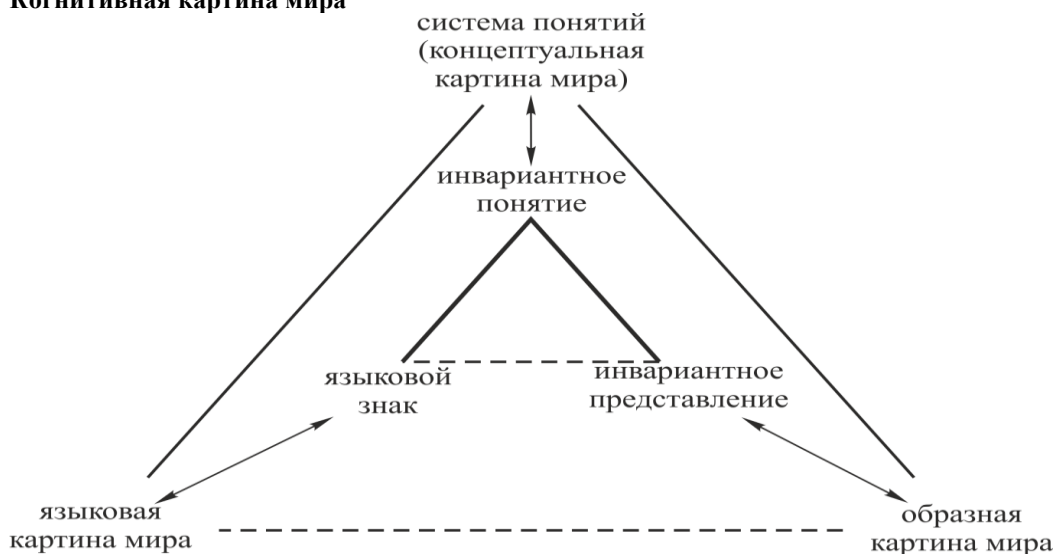 Когнитивная картина мира
система понятий
(концептуальная
картина мира)
инвариантное
понятие
языковой
знак
инвариантное
представление
языковая
картина мира
образная
картина мира